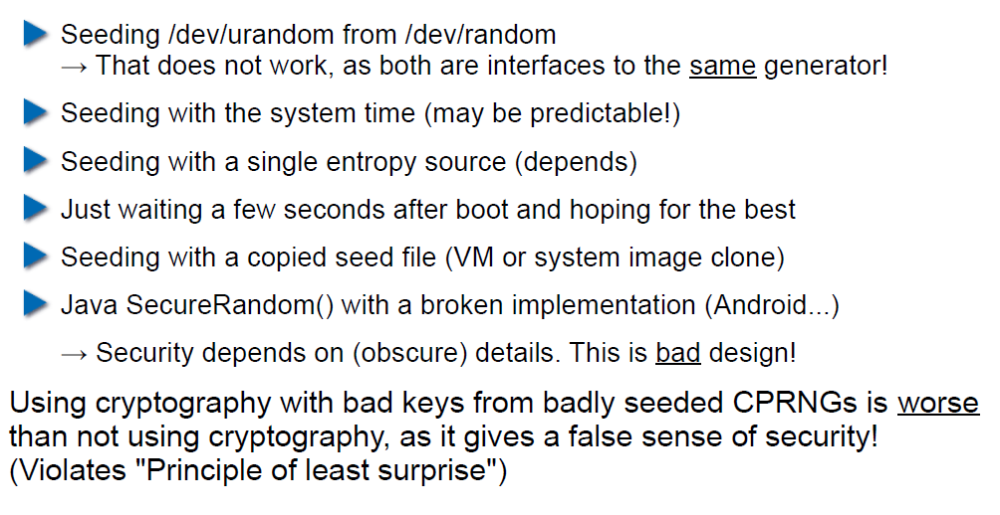 Seeding /dev/urandom from /dev/random
→ That does not work, as both are interfaces to the same generator!
Seeding with the system time (may be predictable!)
Seeding with a single entropy source (depends)
Just waiting a few seconds after boot and hoping for the best
Seeding with a copied seed file (VM or system image clone)
Java SecureRandom() with a broken implementation (Android...)
→ Security depends on (obscure) details. This is bad design!
Using cryptography with bad keys from badly seeded CPRNGs is worse
than not using cryptography, as it gives a false sense of security!
(Violates "Principle of least surprise")